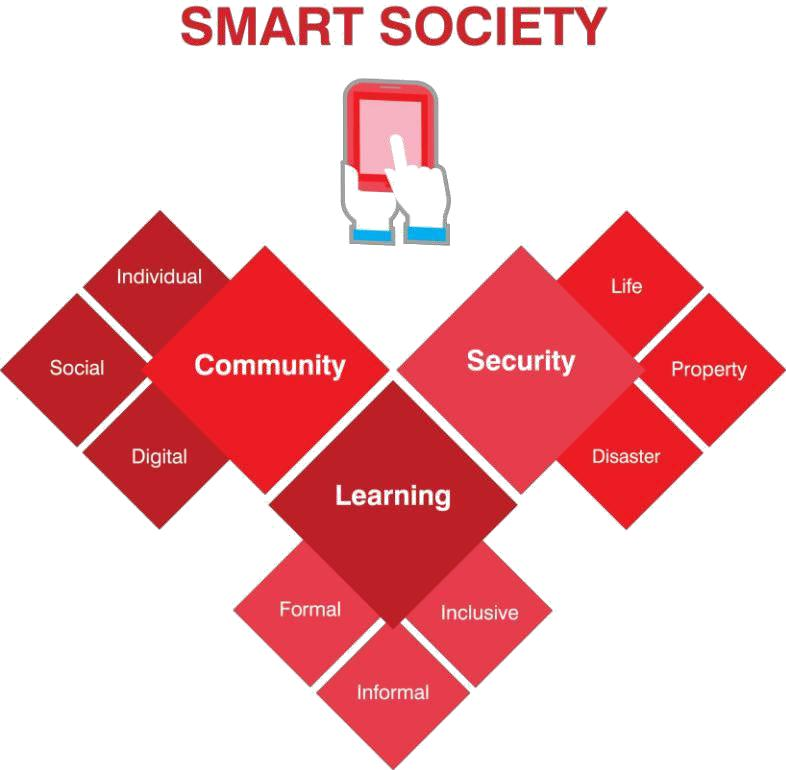 SMART SOCIETY
Individual
Social
Digital
Community
Security
Life
Property
Disaster
Learning
Formal
Informal
Inclusive